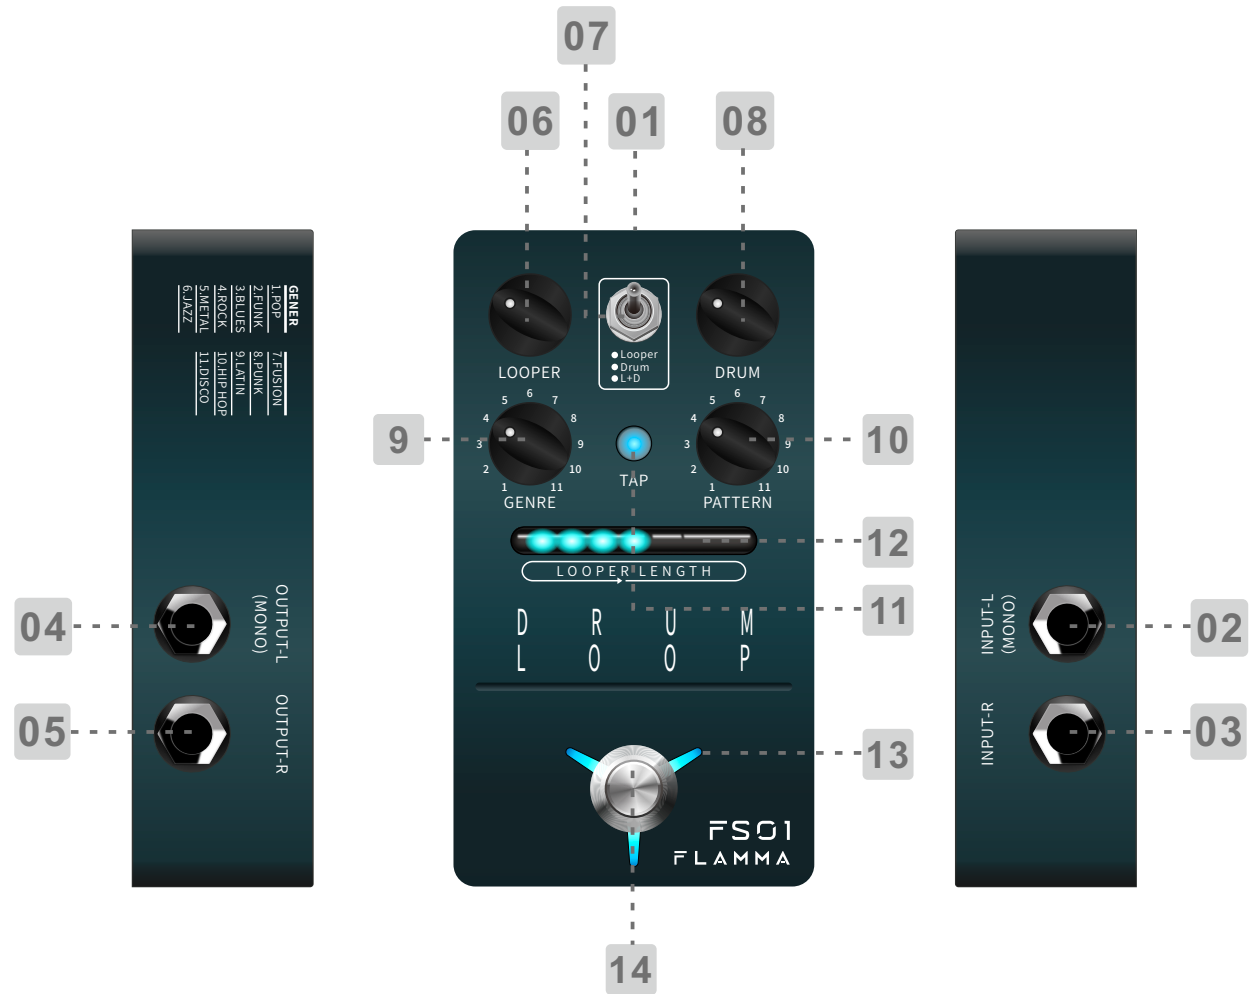 07
06
01
08
GENER
1.POP
2.FUNK
3.BLUES
4.ROCK
5.METAL
6.JAZZ
7.FUSION
8.PUNK
9.LATIN
10.HIP HOP
11.DISCO
OUTPUT-L
(MONO)
OUTPUT-R
04
05
LOOPER
Looper
Drum
L+D
DRUM
1 2 3 4 5 6 7 8 9 10 11
GENRE
TAP
1 2 3 4 5 6 7 8 9 10 11
PATTERN
9
10
12
LOOPER LENGTH
11
D R U M
L O O P
13
FS01
FLAMMA
14
INPUT-L
(MONO)
INPUT-R
02
03